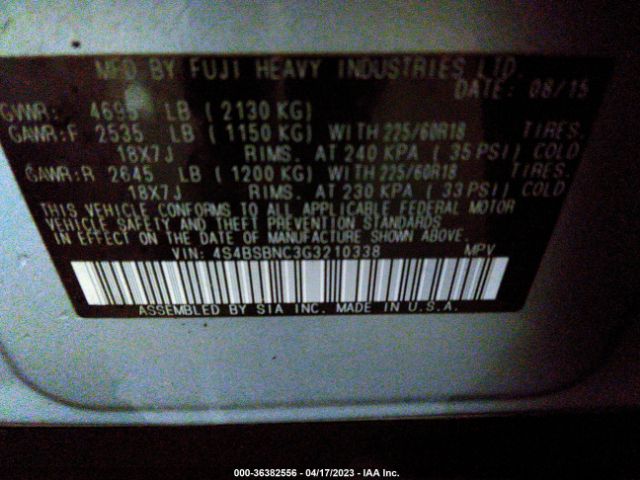 MFD BY FUJI HEAVY INDUSTRIES LTD.
DATE: 08/15
GVWR: 4695 LB ( 2130 KG)
GAWR:F 2535 LB ( 1150 KG) WITH 225/60R18 TIRES.
18X7J RIMS. AT 240 KPA ( 35 PSI) COLD
GAWR:R 2645 LB ( 1200 KG) WITH 225/60R18 TIRES.
18X7J RIMS. AT 230 KPA ( 33 PSI) COLD
THIS VEHICLE CONFORMS TO ALL APPLICABLE FEDERAL MOTOR
VEHICLE SAFETY AND THEFT PREVENTION STANDARDS
IN EFFECT ON THE DATE OF MANUFACTURE SHOWN ABOVE.
VIN: 4S4BSBNC3G3210338 MPV
ASSEMBLED BY SIA INC. MADE IN U.S.A.
000-36382556 - 04/17/2023 - IAA Inc.